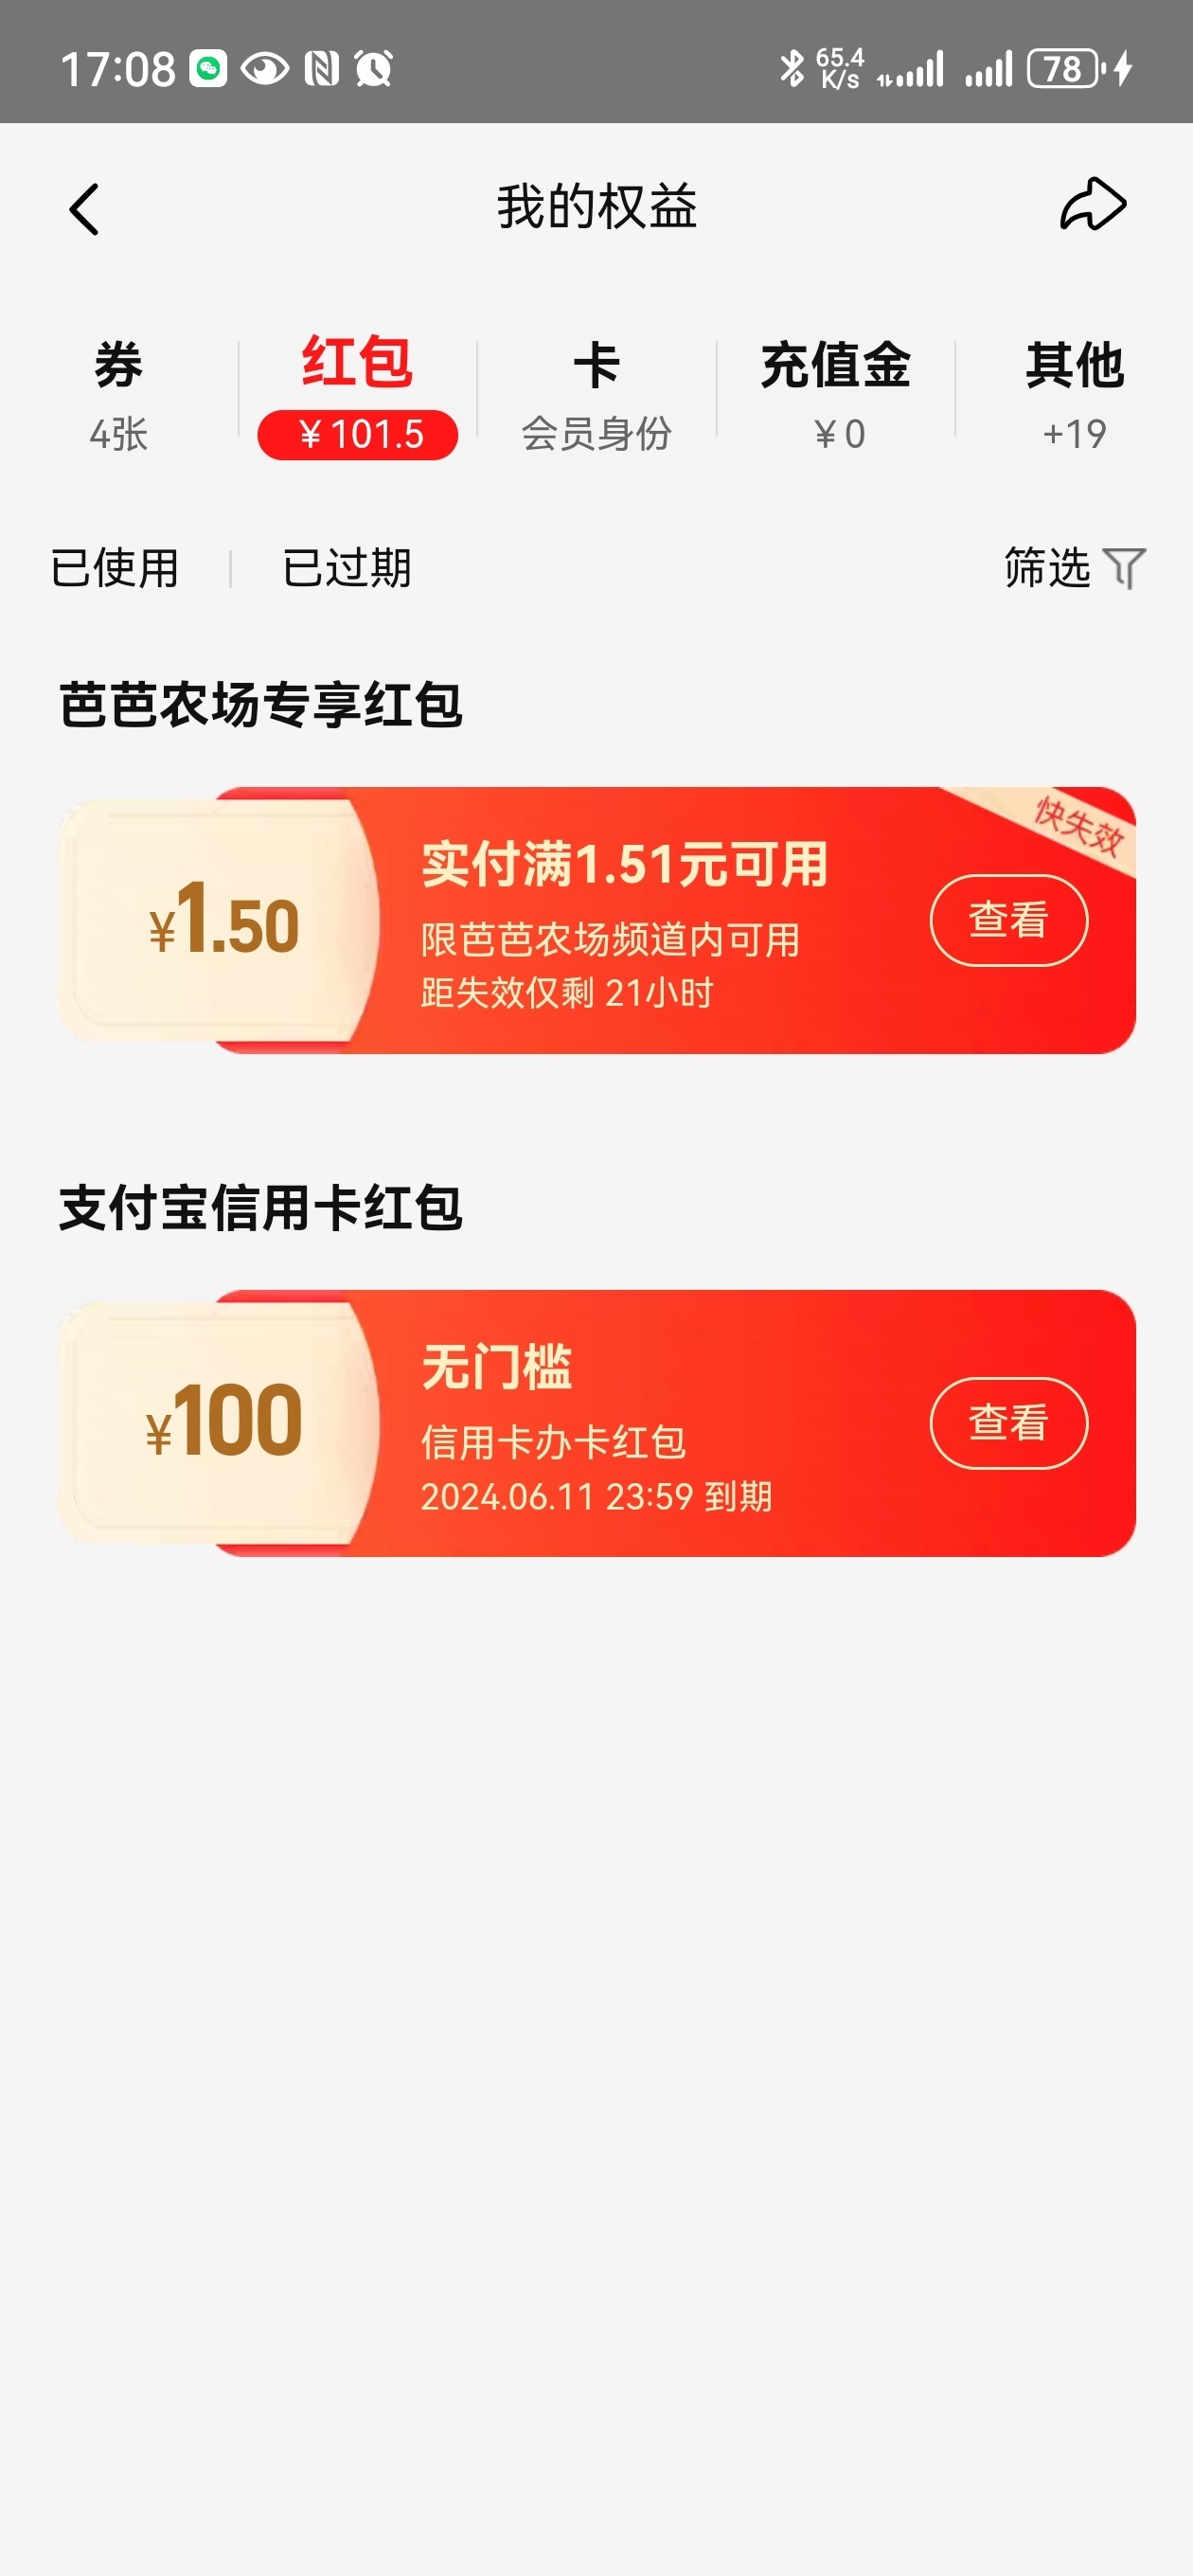 17:08 65.4 K/s 78
我的权益
券 红包 卡 充值金 其他
4张 ¥101.5 会员身份 ¥0 +19
已使用 已过期 筛选
芭芭农场专享红包
快失效
实付满1.51元可用
¥1.50 限芭芭农场频道内可用 查看
距失效仅剩 21小时
支付宝信用卡红包
无门槛
¥100 信用卡办卡红包 查看
2024.06.11 23:59 到期